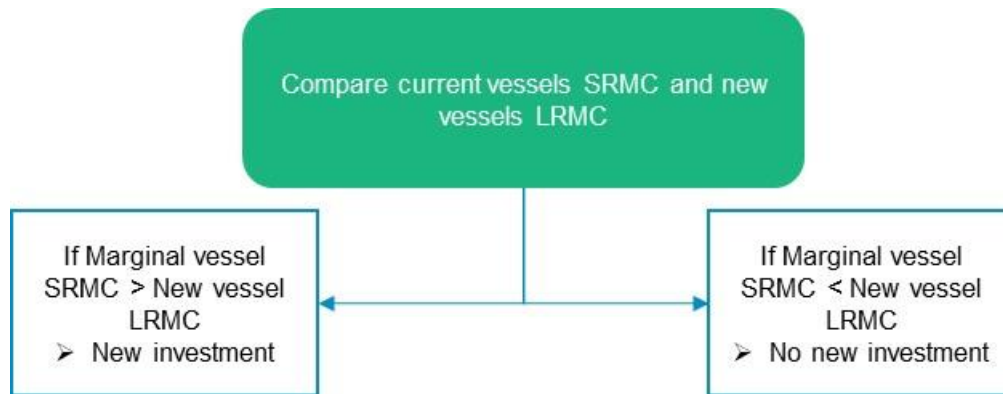 Compare current vessels SRMC and new
vessels LRMC
If Marginal vessel
SRMC > New vessel
LRMC
➤ New investment
If Marginal vessel
SRMC < New vessel
LRMC
➤ No new investment